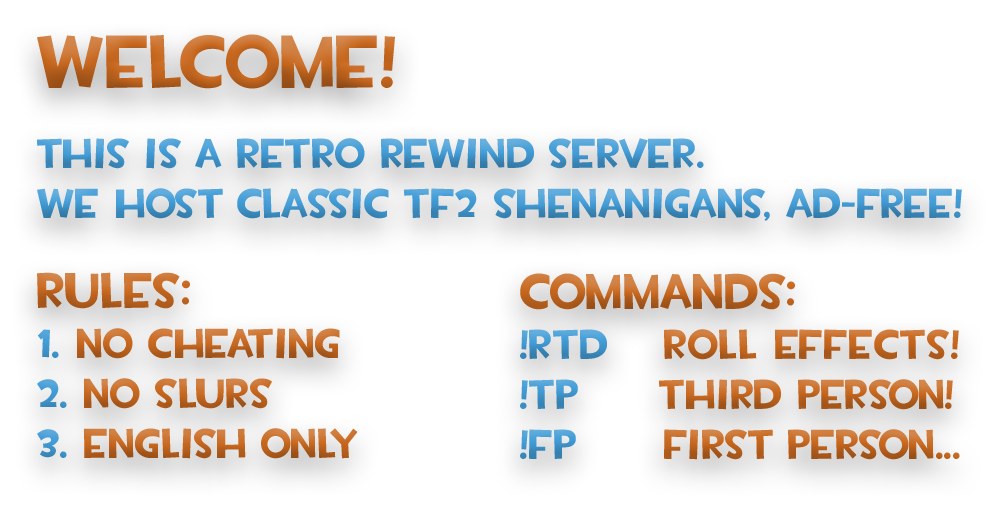 WELCOME!
THIS IS A RETRO REWIND SERVER.
WE HOST CLASSIC TF2 SHENANIGANS, AD-FREE!
RULES:
1. NO CHEATING
2. NO SLURS
3. ENGLISH ONLY
COMMANDS:
!RTD ROLL EFFECTS!
!TP THIRD PERSON!
!FP FIRST PERSON...